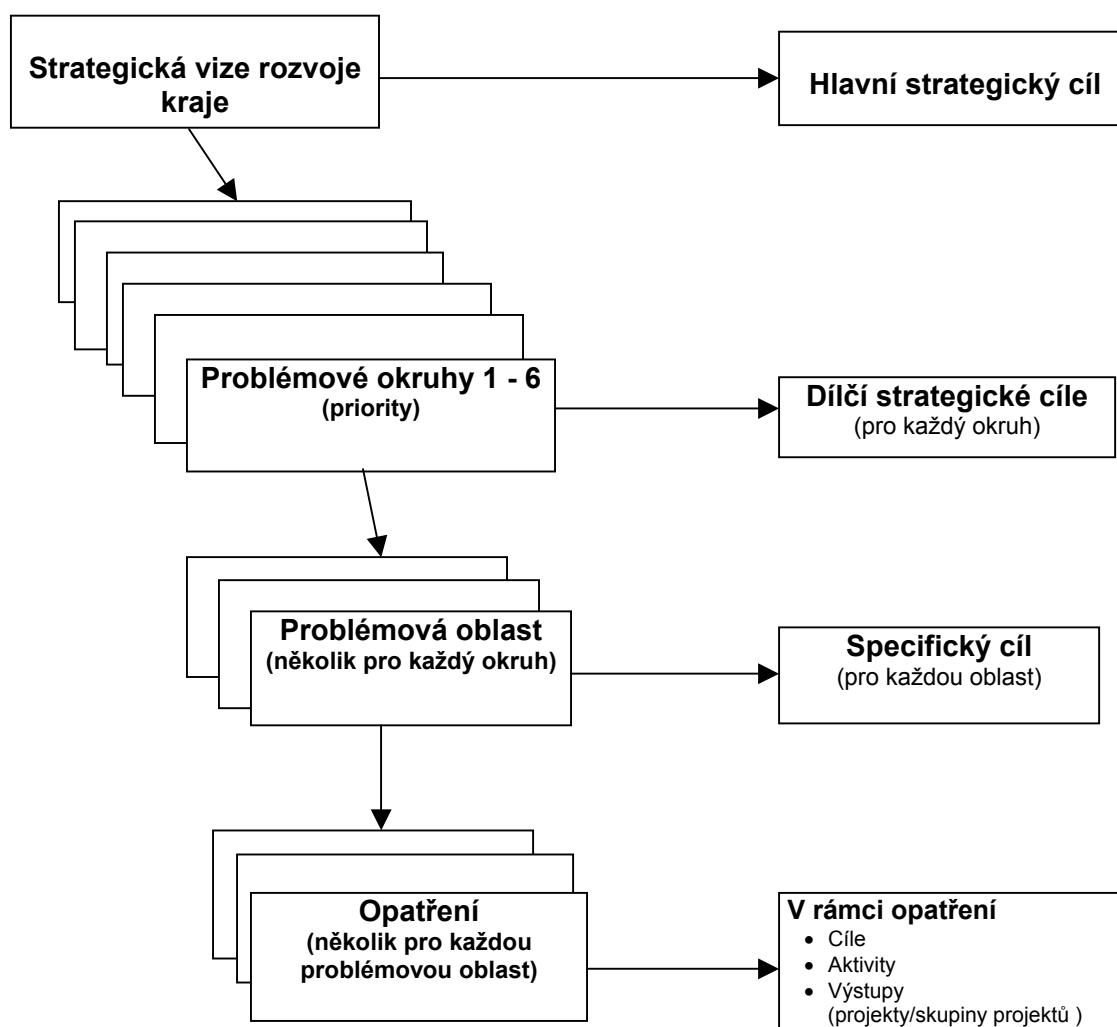 Strategická vize rozvoje
kraje
Hlavní strategický cíl
Problémové okruhy 1 - 6
(priority)
Dílčí strategické cíle
(pro každý okruh)
Problémová oblast
(několik pro každý okruh)
Specifický cíl
(pro každou oblast)
Opatření
(několik pro každou
problémovou oblast)
V rámci opatření
• Cíle
• Aktivity
• Výstupy
(projekty/skupiny projektů )